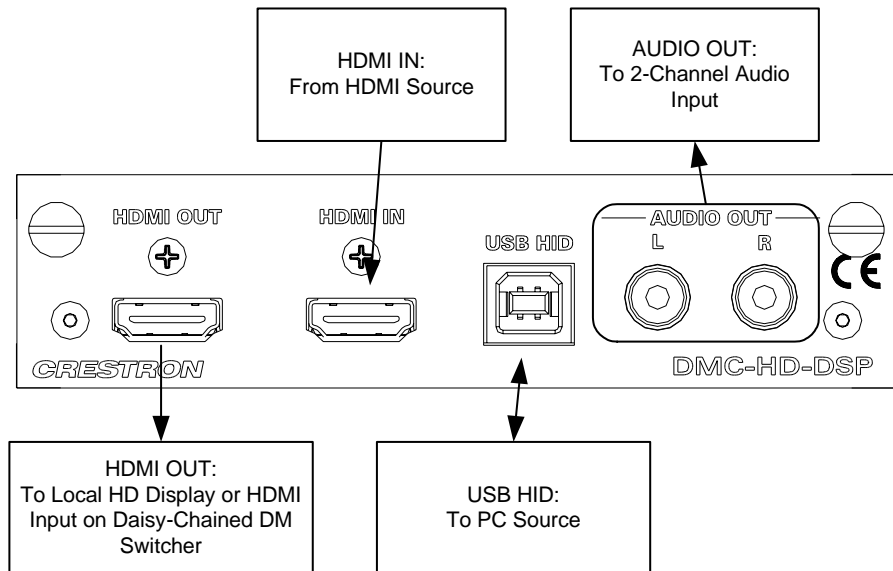 HDMI IN:
From HDMI Source
AUDIO OUT:
To 2-Channel Audio
Input
HDMI OUT
HDMI IN
USB HID
AUDIO OUT
L
R
CE
CRESTRON
DMC-HD-DSP
HDMI OUT:
To Local HD Display or HDMI
Input on Daisy-Chained DM
Switcher
USB HID:
To PC Source